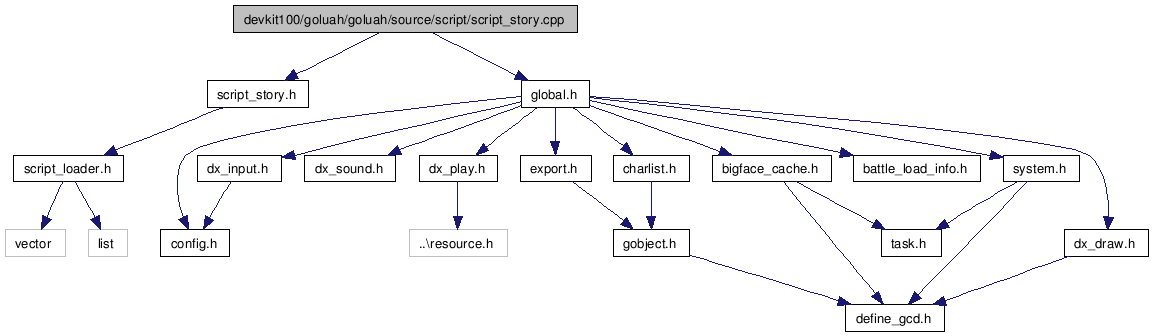 devkit100/goluah/goluah/source/script/script_story.cpp
script_story.h
global.h
script_loader.h
dx_input.h
dx_sound.h
dx_play.h
export.h
charlist.h
bigface_cache.h
battle_load_info.h
system.h
vector
list
config.h
..\resource.h
gobject.h
task.h
dx_draw.h
define_gcd.h